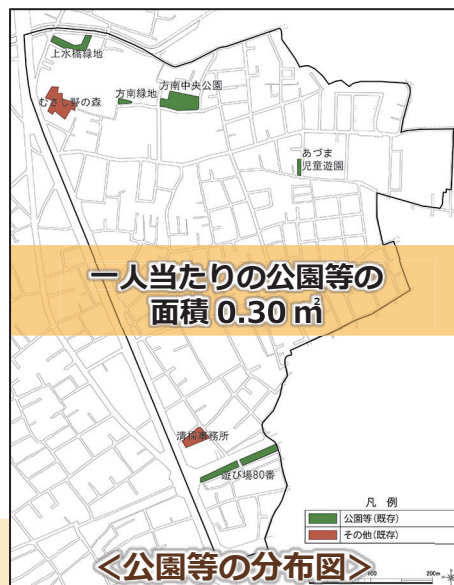 上水橋緑地
むさし野の森
方南緑地
方南中央公園
あづま
児童遊園
一人当たりの公園等の
面積 0.30 ㎡
清掃事務所
遊び場80番
凡 例
公園等(既存)
その他(既存)
200m
<公園等の分布図>